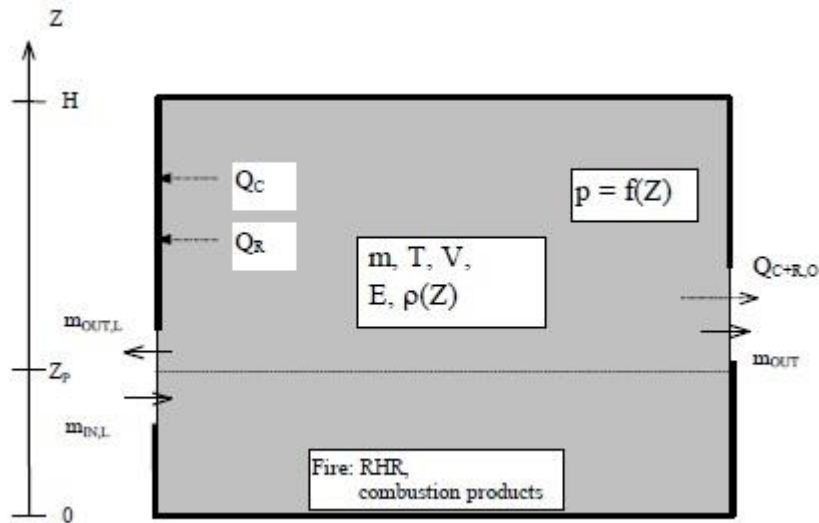 Z
H
Q_C
p = f(Z)
Q_R
m, T, V,
E, ρ(Z)
Q_C+R,O
m_OUT,L
Z_P
m_OUT
m_IN,L
Fire: RHR,
combustion products
0